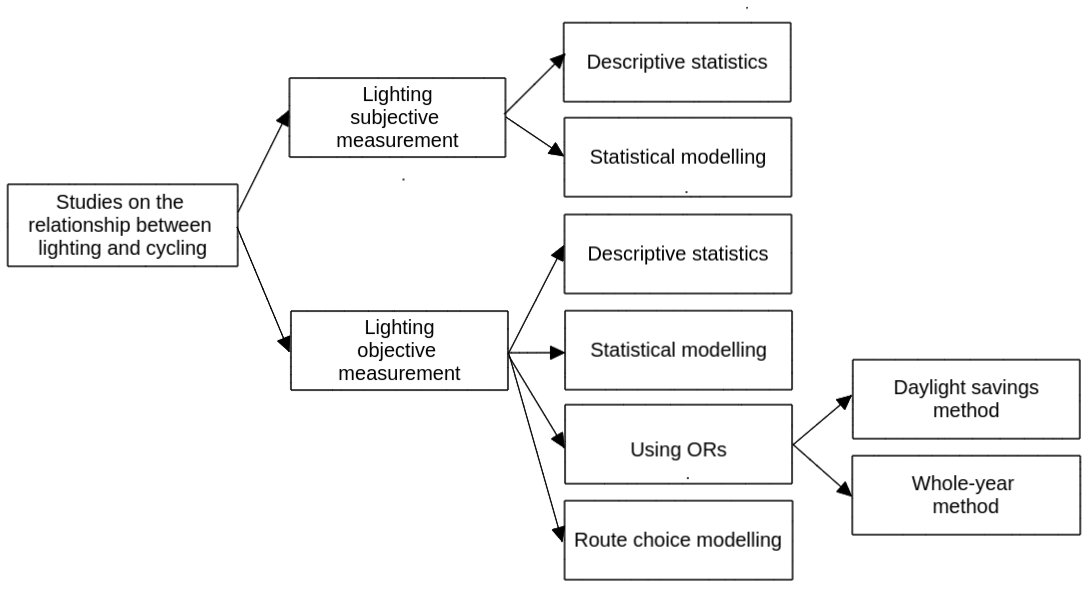 Studies on the
relationship between
lighting and cycling
Lighting
subjective
measurement
Descriptive statistics
Statistical modelling
Lighting
objective
measurement
Descriptive statistics
Statistical modelling
Using ORs
Route choice modelling
Daylight savings
method
Whole-year
method